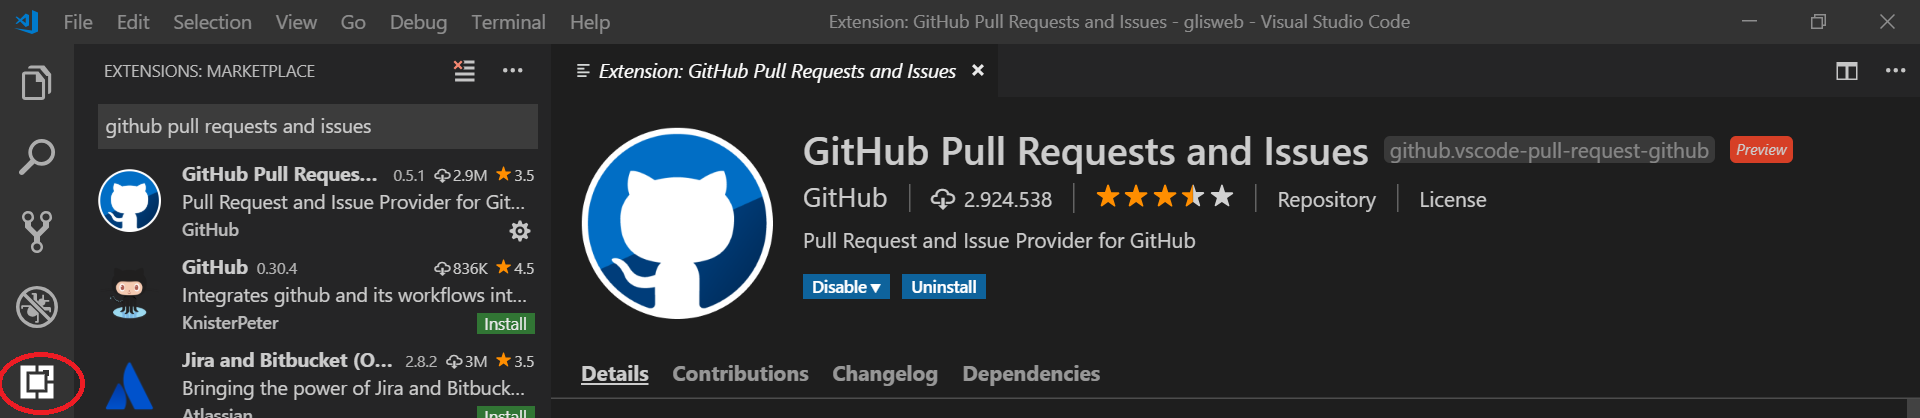 File Edit Selection View Go Debug Terminal Help
Extension: GitHub Pull Requests and Issues - glisweb - Visual Studio Code
EXTENSIONS: MARKETPLACE
github pull requests and issues
GitHub Pull Reques... 0.5.1 2.9M 3.5
Pull Request and Issue Provider for Git...
GitHub
GitHub 0.30.4 836K 4.5
Integrates github and its workflows int...
KnisterPeter Install
Jira and Bitbucket (O... 2.8.2 3M 3.5
Bringing the power of Jira and Bitbuck...
Atlassian Install
Extension: GitHub Pull Requests and Issues
GitHub Pull Requests and Issues github.vscode-pull-request-github Preview
GitHub 2.924.538 Repository License
Pull Request and Issue Provider for GitHub
Disable Uninstall
Details Contributions Changelog Dependencies